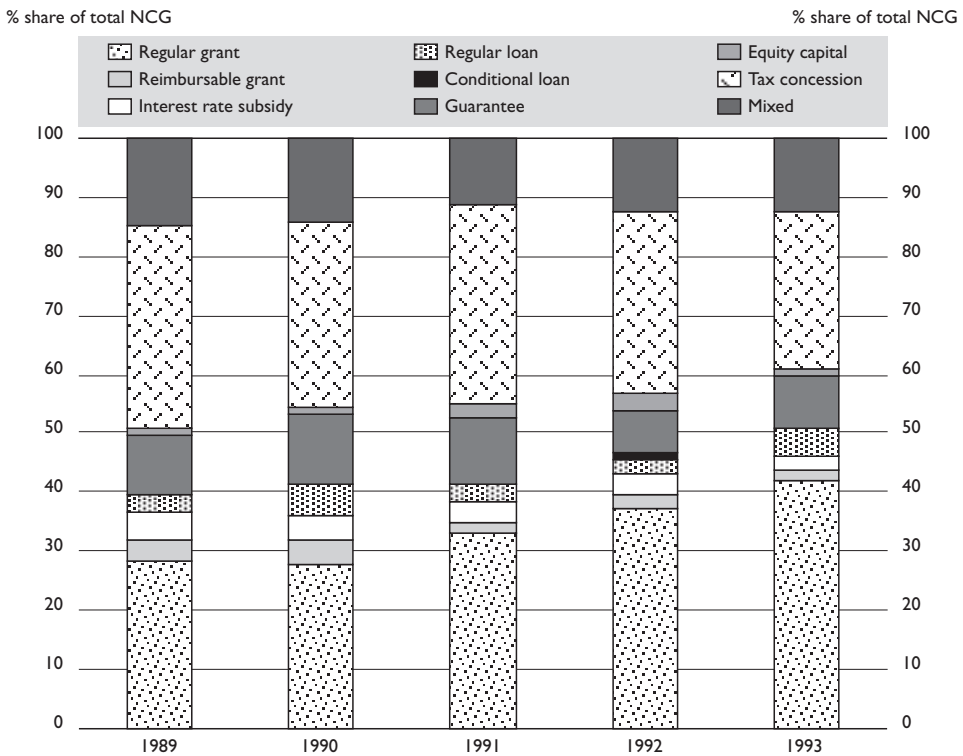 % share of total NCG % share of total NCG
Regular grant Regular loan Equity capital
Reimbursable grant Conditional loan Tax concession
Interest rate subsidy Guarantee Mixed
100 100
90 90
80 80
70 70
60 60
50 50
40 40
30 30
20 20
10 10
0 0
1989 1990 1991 1992 1993